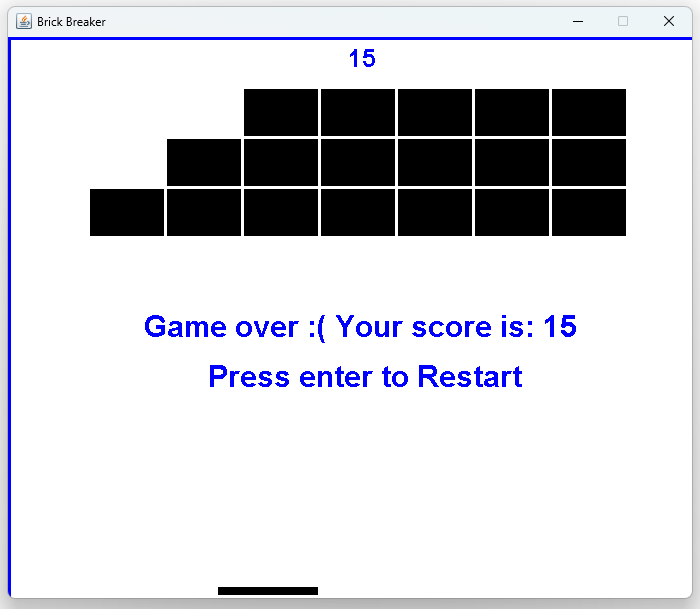 Brick Breaker
15
Game over :( Your score is: 15
Press enter to Restart